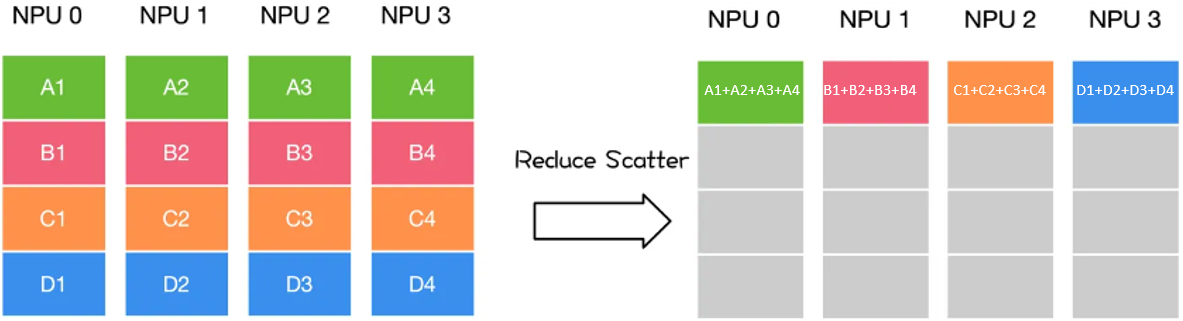 NPU 0 NPU 1 NPU 2 NPU 3
A1 A2 A3 A4
B1 B2 B3 B4
C1 C2 C3 C4
D1 D2 D3 D4
Reduce Scatter
NPU 0 NPU 1 NPU 2 NPU 3
A1+A2+A3+A4 B1+B2+B3+B4 C1+C2+C3+C4 D1+D2+D3+D4